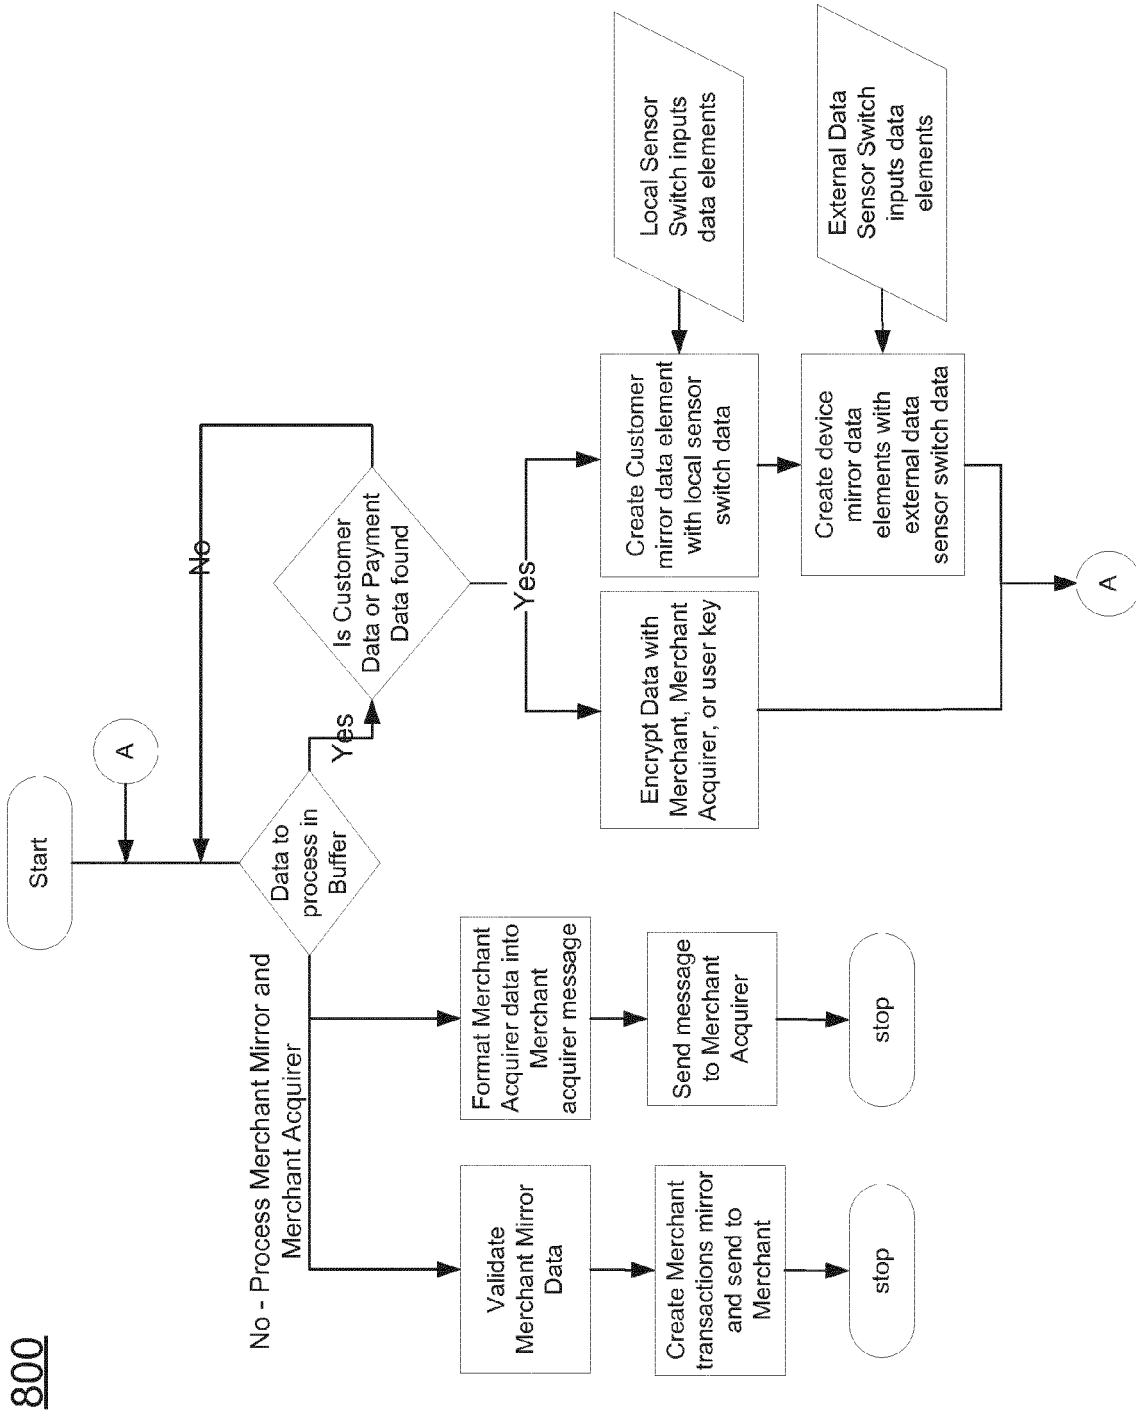 800
Start
A
No - Process Merchant Mirror and
Merchant Acquirer
Data to
process in
Buffer
Yes
No
Is Customer
Data or Payment
Data found
Yes
Validate
Merchant Mirror
Data
Format Merchant
Acquirer data into
Merchant
acquirer message
Encrypt Data with
Merchant, Merchant
Acquirer, or user key
Create Customer
mirror data element
with local sensor
switch data
Local Sensor
Switch inputs
data elements
Create Merchant
transactions mirror
and send to
Merchant
Send message
to Merchant
Acquirer
Create device
mirror data
elements with
external data
sensor switch data
External Data
Sensor Switch
inputs data
elements
stop
stop
A